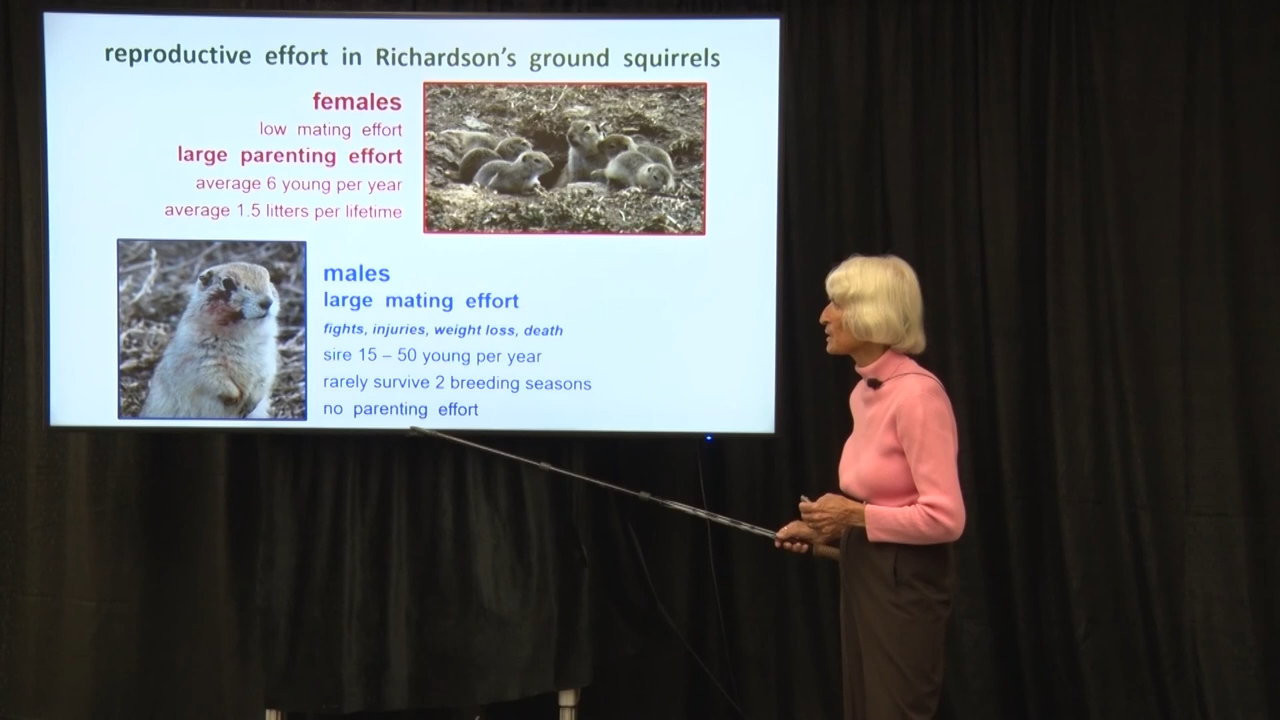 reproductive effort in Richardson's ground squirrels
females
low mating effort
large parenting effort
average 6 young per year
average 1.5 litters per lifetime
males
large mating effort
fights, injuries, weight loss, death
sire 15 – 50 young per year
rarely survive 2 breeding seasons
no parenting effort